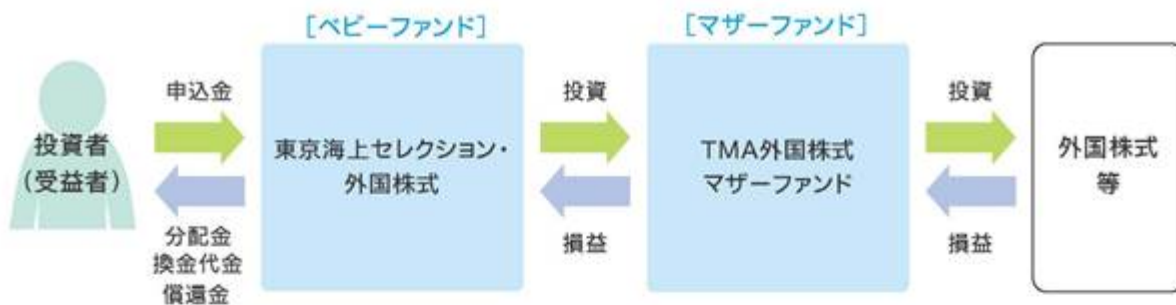 [ベビーファンド]
[マザーファンド]
投資者
(受益者)
申込金
分配金
換金代金
償還金
東京海上セレクション・
外国株式
投資
損益
TMA外国株式
マザーファンド
投資
損益
外国株式
等